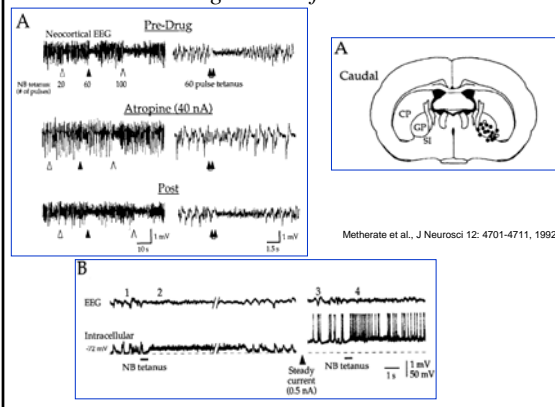 A
Pre-Drug
Neocortical EEG
NB tetanus
(# of pulses)
20
60
100
60 pulse tetanus
Atropine (40 nA)
Post
1 mV
10 s
1 mV
1.5 s
A
Caudal
CP
GP
SI
Metherate et al., J Neurosci 12: 4701-4711, 1992
B
EEG
1
2
3
4
Intracellular
-72 mV
NB tetanus
Steady
current
(0.5 nA)
NB tetanus
1 s
1 mV
50 mV